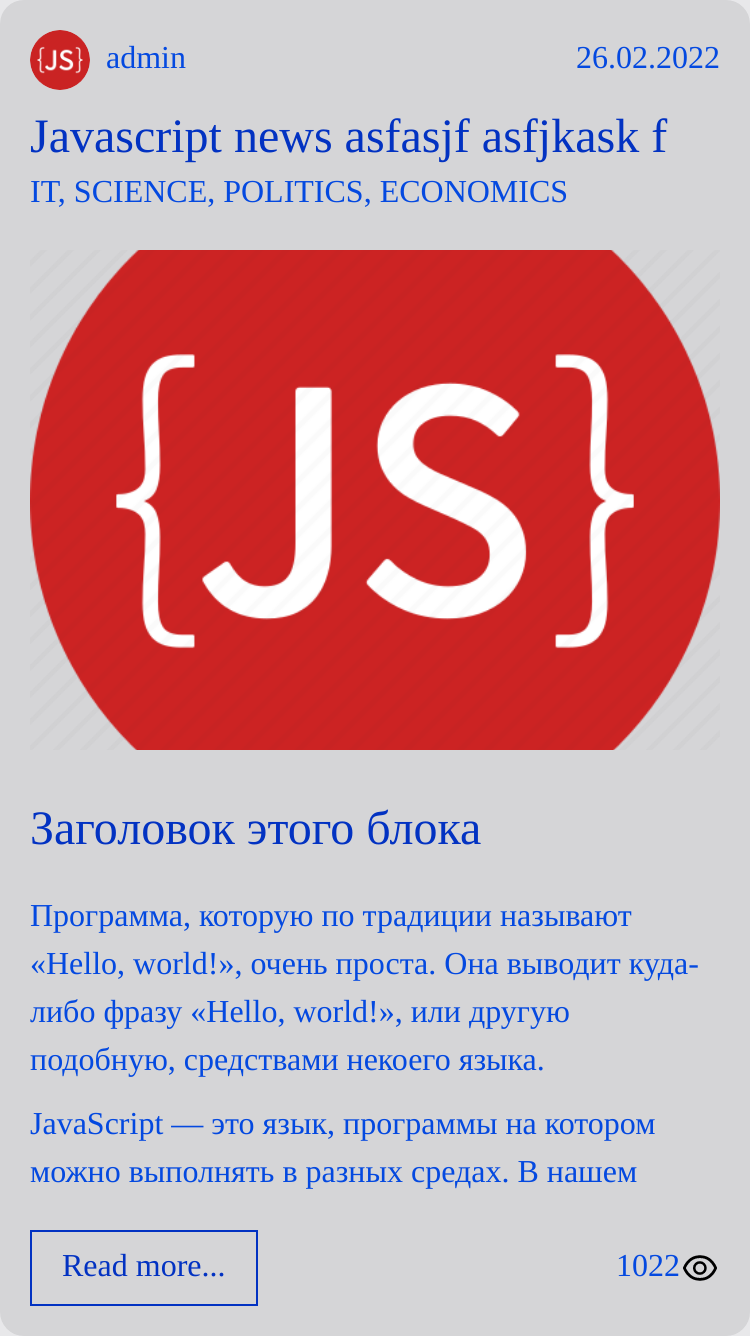 {JS} admin 26.02.2022
Javascript news asfasjf asfjkask f
IT, SCIENCE, POLITICS, ECONOMICS
{JS}
Заголовок этого блока
Программа, которую по традиции называют
«Hello, world!», очень проста. Она выводит куда-
либо фразу «Hello, world!», или другую
подобную, средствами некоего языка.
JavaScript — это язык, программы на котором
можно выполнять в разных средах. В нашем
Read more... 1022